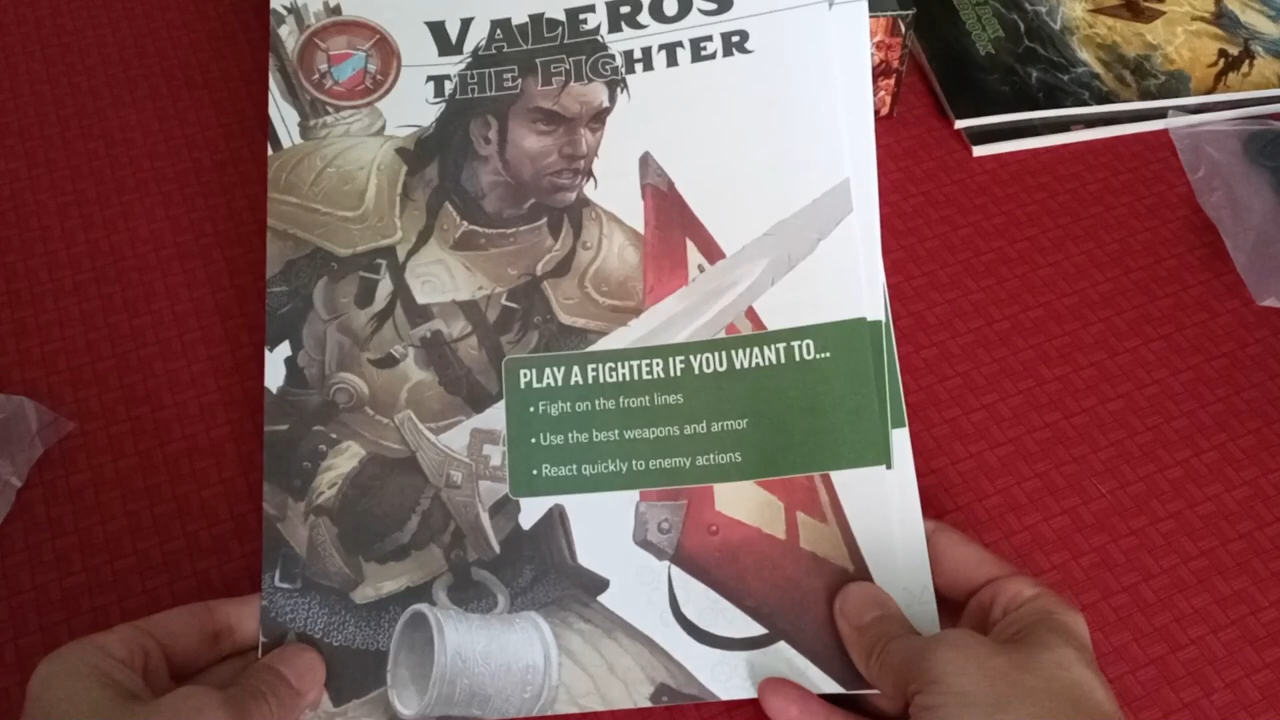 VALEROS
THE FIGHTER
PLAY A FIGHTER IF YOU WANT TO...
• Fight on the front lines
• Use the best weapons and armor
• React quickly to enemy actions